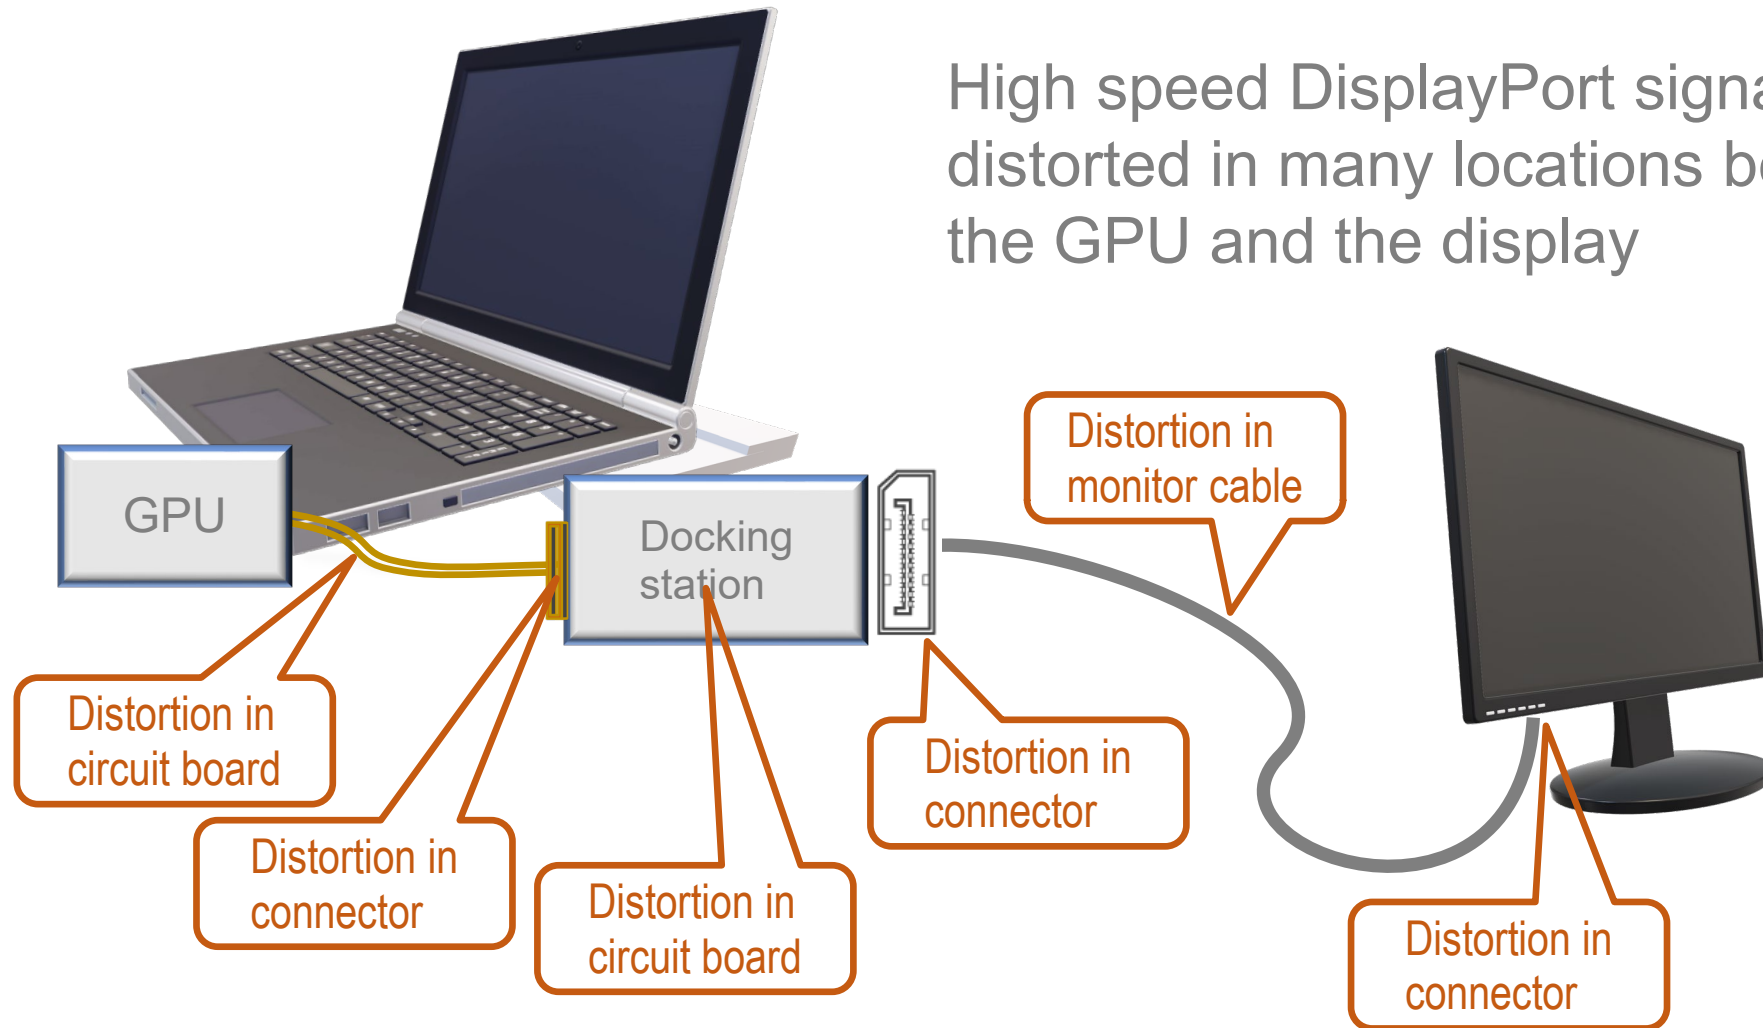 High speed DisplayPort
distorted in many locations
the GPU and the display
GPU
Docking
station
Distortion in
monitor cable
Distortion in
circuit board
Distortion in
connector
Distortion in
circuit board
Distortion in
connector
Distortion in
connector